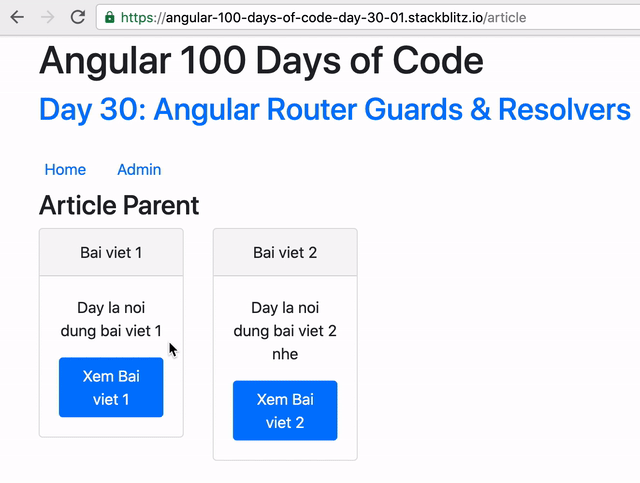 https://angular-100-days-of-code-day-30-01.stackblitz.io/article
Angular 100 Days of Code
Day 30: Angular Router Guards & Resolvers
Home Admin
Article Parent
Bai viet 1
Day la noi
dung bai viet 1
Xem Bai
viet 1
Bai viet 2
Day la noi
dung bai viet 2
nhe
Xem Bai
viet 2